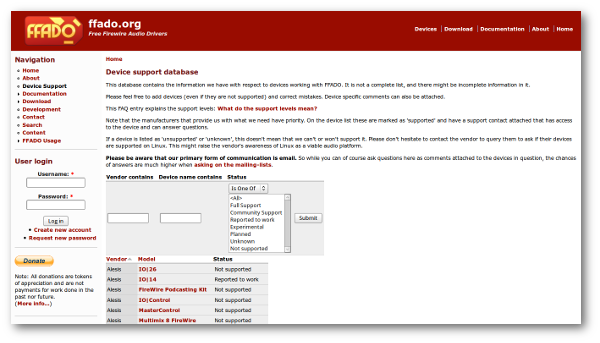 FFADO
ffado.org
Free Firewire Audio Drivers
Devices | Download | Documentation | About | Home
Navigation
Home
About
Device Support
Documentation
Download
Development
Contact
Search
Content
FFADO Usage
User login
Username: *
Password: *
Log in
Create new account
Request new password
Donate
Note: All donations are tokens
of appreciation and are not
payments for work done in the
past nor future.
(More info...)
Home
Device support database
This database contains the information we have with respect to devices working with FFADO. It is not a complete list, and there might be incomplete information in it.
Please feel free to add devices (even if they are not supported) and correct mistakes. Device specific comments can also be attached.
This FAQ entry explains the support levels: What do the support levels mean?
Note that the manufacturers that provide us with what we need have priority. On the device list these are marked as 'supported' and have a support contact attached that has access
to the device and can answer questions.
If a device is listed as 'unsupported' or 'unknown', this doesn't mean that we can't or won't support it. Please don't hesitate to contact the vendor to query them to ask if their devices
are supported on Linux. This might raise the vendor's awareness of Linux as a viable audio platform.
Please be aware that our primary form of communication is email. So while you can of course ask questions here as comments attached to the devices in question, the chances
of answers are much higher when asking on the mailing-lists.
Vendor contains Device name contains Status
Is One Of
<All>
Full Support
Community Support
Reported to work
Experimental
Planned
Unknown
Not supported
Submit
Vendor Model Status
Alesis IO|26 Not supported
Alesis IO|14 Reported to work
Alesis FireWire Podcasting Kit Not supported
Alesis IO|Control Not supported
Alesis MasterControl Not supported
Alesis Multimix 8 FireWire Not supported